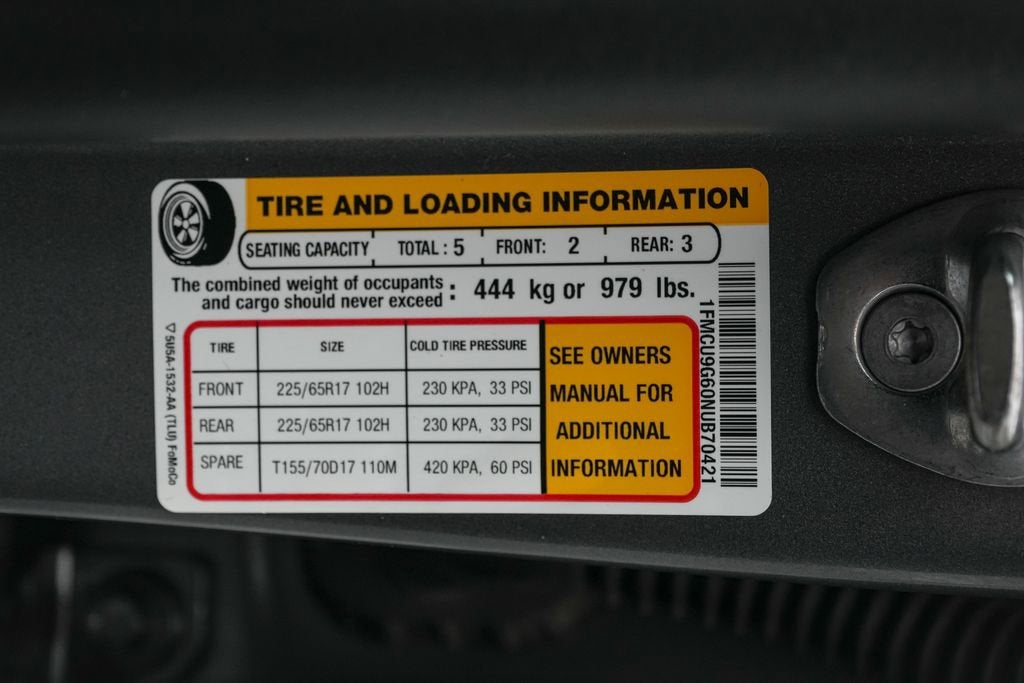 TIRE AND LOADING INFORMATION
SEATING CAPACITY TOTAL : 5 FRONT: 2 REAR: 3
The combined weight of occupants
and cargo should never exceed : 444 kg or 979 lbs.
TIRE SIZE COLD TIRE PRESSURE
FRONT 225/65R17 102H 230 KPA, 33 PSI
REAR 225/65R17 102H 230 KPA, 33 PSI
SPARE T155/70D17 110M 420 KPA, 60 PSI
SEE OWNERS
MANUAL FOR
ADDITIONAL
INFORMATION
1FMCU9G60NUB70421
5U5A-1532-AA (TLU) FoMoCo